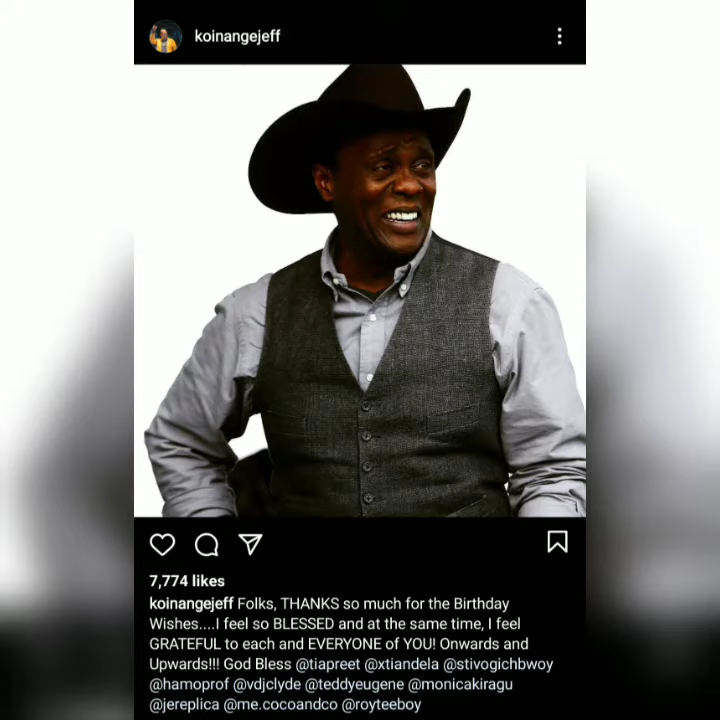 koinangejeff
7,774 likes
koinangejeff Folks, THANKS so much for the Birthday
Wishes....I feel so BLESSED and at the same time, I feel
GRATEFUL to each and EVERYONE of YOU! Onwards and
Upwards!!! God Bless @tiapreet @xtiandela @stivogichbwoy
@hamoprof @vdjclyde @teddyeugene @monicakiragu
@jereplica @me.cocoandco @royteeboy